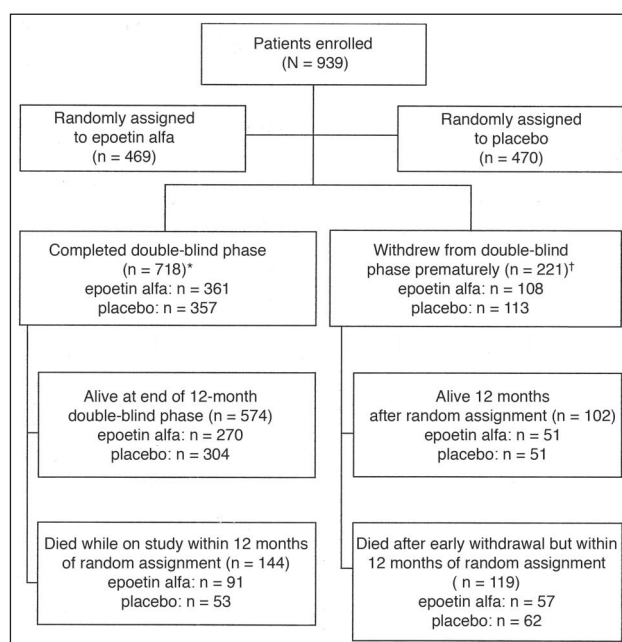 Patients enrolled
(N = 939)
Randomly assigned
to epoetin alfa
(n = 469)
Randomly assigned
to placebo
(n = 470)
Completed double-blind phase
(n = 718)*
epoetin alfa: n = 361
placebo: n = 357
Withdrew from double-blind
phase prematurely (n = 221)†
epoetin alfa: n = 108
placebo: n = 113
Alive at end of 12-month
double-blind phase (n = 574)
epoetin alfa: n = 270
placebo: n = 304
Alive 12 months
after random assignment (n = 102)
epoetin alfa: n = 51
placebo: n = 51
Died while on study within 12 months
of random assignment (n = 144)
epoetin alfa: n = 91
placebo: n = 53
Died after early withdrawal but within
12 months of random assignment
( n = 119)
epoetin alfa: n = 57
placebo: n = 62